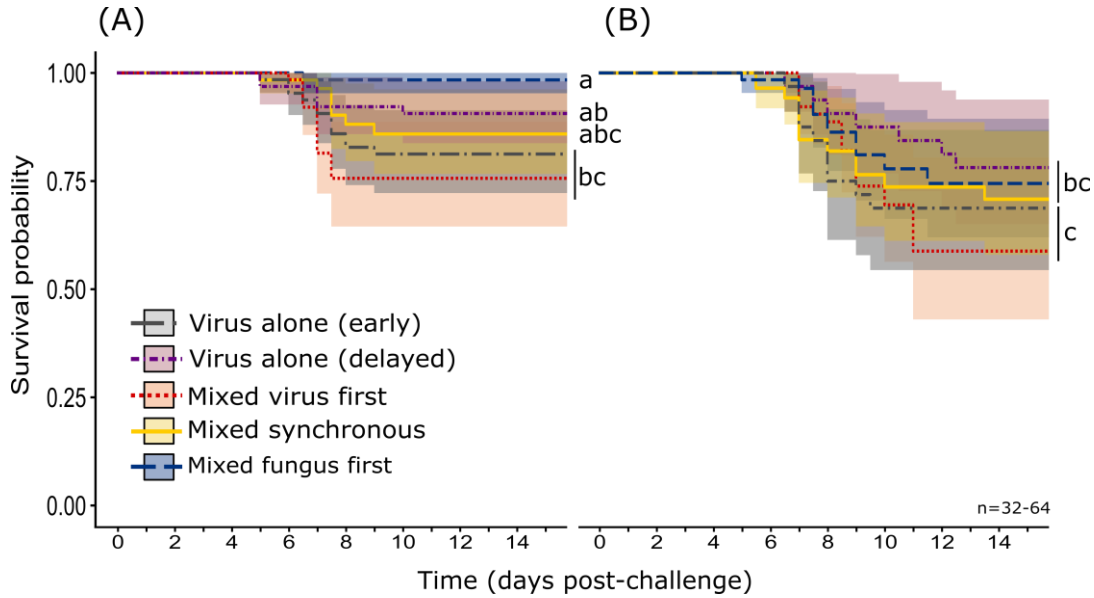 (A)
(B)
Survival probability
1.00
0.75
0.50
0.25
0.00
a
ab
abc
bc
bc
c
Virus alone (early)
Virus alone (delayed)
Mixed virus first
Mixed synchronous
Mixed fungus first
n=32-64
0 2 4 6 8 10 12 14
0 2 4 6 8 10 12 14
Time (days post-challenge)